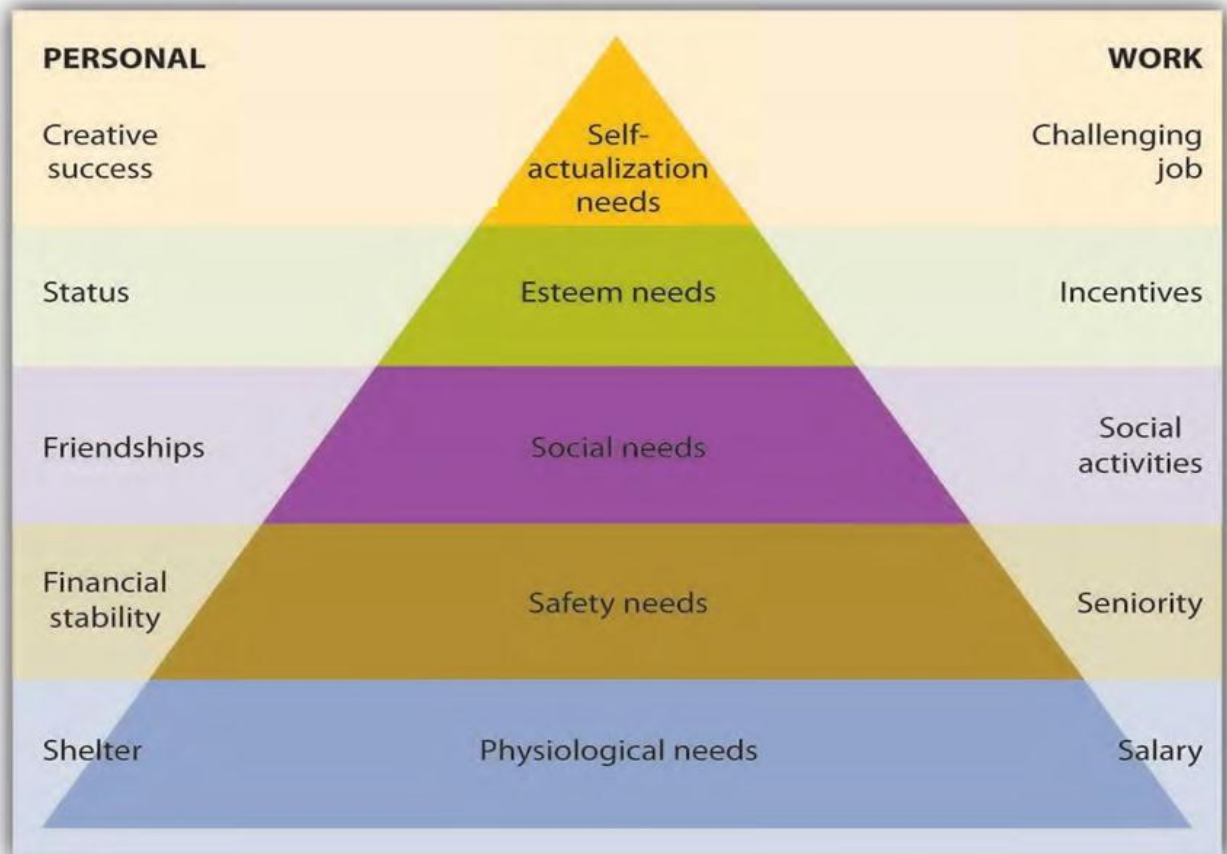 PERSONAL
WORK
Creative
success
Self-
actualization
needs
Challenging
job
Status
Esteem needs
Incentives
Friendships
Social needs
Social
activities
Financial
stability
Safety needs
Seniority
Shelter
Physiological needs
Salary